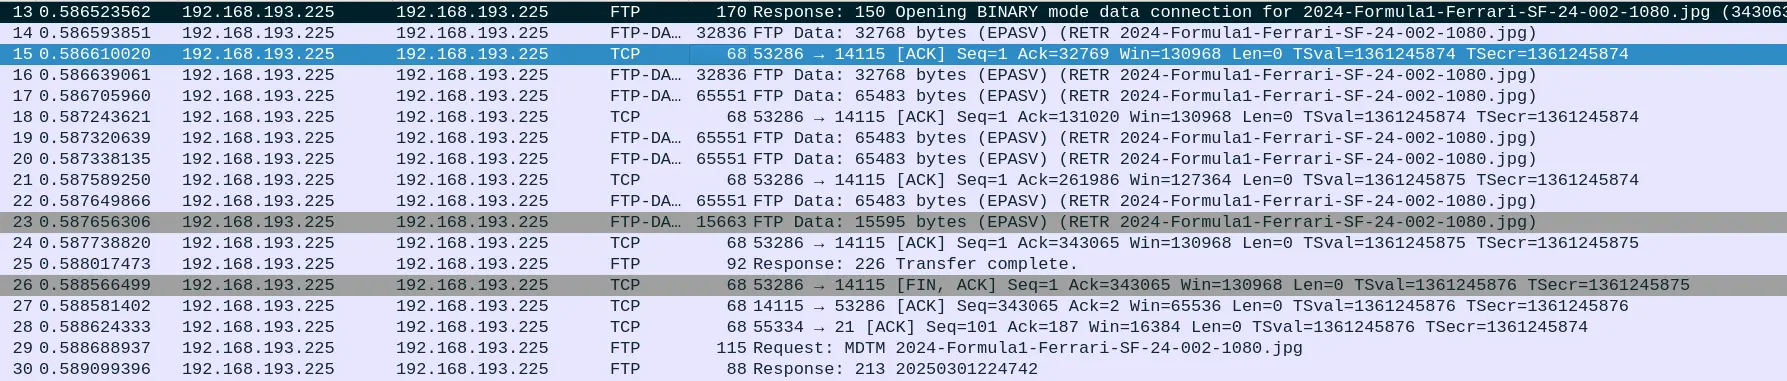 13 0.586523562 192.168.193.225 192.168.193.225 FTP 170 Response: 150 Opening BINARY mode data connection for 2024-Formula1-Ferrari-SF-24-002-1080.jpg (343063
14 0.586593851 192.168.193.225 192.168.193.225 FTP-DA… 32836 FTP Data: 32768 bytes (EPASV) (RETR 2024-Formula1-Ferrari-SF-24-002-1080.jpg)
15 0.586610020 192.168.193.225 192.168.193.225 TCP 68 53286 → 14115 [ACK] Seq=1 Ack=32769 Win=130968 Len=0 TSval=1361245874 TSecr=1361245874
16 0.586639061 192.168.193.225 192.168.193.225 FTP-DA… 32836 FTP Data: 32768 bytes (EPASV) (RETR 2024-Formula1-Ferrari-SF-24-002-1080.jpg)
17 0.586705960 192.168.193.225 192.168.193.225 FTP-DA… 65551 FTP Data: 65483 bytes (EPASV) (RETR 2024-Formula1-Ferrari-SF-24-002-1080.jpg)
18 0.587243621 192.168.193.225 192.168.193.225 TCP 68 53286 → 14115 [ACK] Seq=1 Ack=131020 Win=130968 Len=0 TSval=1361245874 TSecr=1361245874
19 0.587320639 192.168.193.225 192.168.193.225 FTP-DA… 65551 FTP Data: 65483 bytes (EPASV) (RETR 2024-Formula1-Ferrari-SF-24-002-1080.jpg)
20 0.587338135 192.168.193.225 192.168.193.225 FTP-DA… 65551 FTP Data: 65483 bytes (EPASV) (RETR 2024-Formula1-Ferrari-SF-24-002-1080.jpg)
21 0.587589250 192.168.193.225 192.168.193.225 TCP 68 53286 → 14115 [ACK] Seq=1 Ack=261986 Win=127364 Len=0 TSval=1361245875 TSecr=1361245874
22 0.587649866 192.168.193.225 192.168.193.225 FTP-DA… 65551 FTP Data: 65483 bytes (EPASV) (RETR 2024-Formula1-Ferrari-SF-24-002-1080.jpg)
23 0.587656306 192.168.193.225 192.168.193.225 FTP-DA… 15663 FTP Data: 15595 bytes (EPASV) (RETR 2024-Formula1-Ferrari-SF-24-002-1080.jpg)
24 0.587738820 192.168.193.225 192.168.193.225 TCP 68 53286 → 14115 [ACK] Seq=1 Ack=343065 Win=130968 Len=0 TSval=1361245875 TSecr=1361245875
25 0.588017473 192.168.193.225 192.168.193.225 FTP 92 Response: 226 Transfer complete.
26 0.588566499 192.168.193.225 192.168.193.225 TCP 68 53286 → 14115 [FIN, ACK] Seq=1 Ack=343065 Win=130968 Len=0 TSval=1361245876 TSecr=1361245875
27 0.588581402 192.168.193.225 192.168.193.225 TCP 68 14115 → 53286 [ACK] Seq=343065 Ack=2 Win=65536 Len=0 TSval=1361245876 TSecr=1361245876
28 0.588624333 192.168.193.225 192.168.193.225 TCP 68 55334 → 21 [ACK] Seq=101 Ack=187 Win=16384 Len=0 TSval=1361245876 TSecr=1361245874
29 0.588688937 192.168.193.225 192.168.193.225 FTP 115 Request: MDTM 2024-Formula1-Ferrari-SF-24-002-1080.jpg
30 0.589099396 192.168.193.225 192.168.193.225 FTP 88 Response: 213 20250301224742